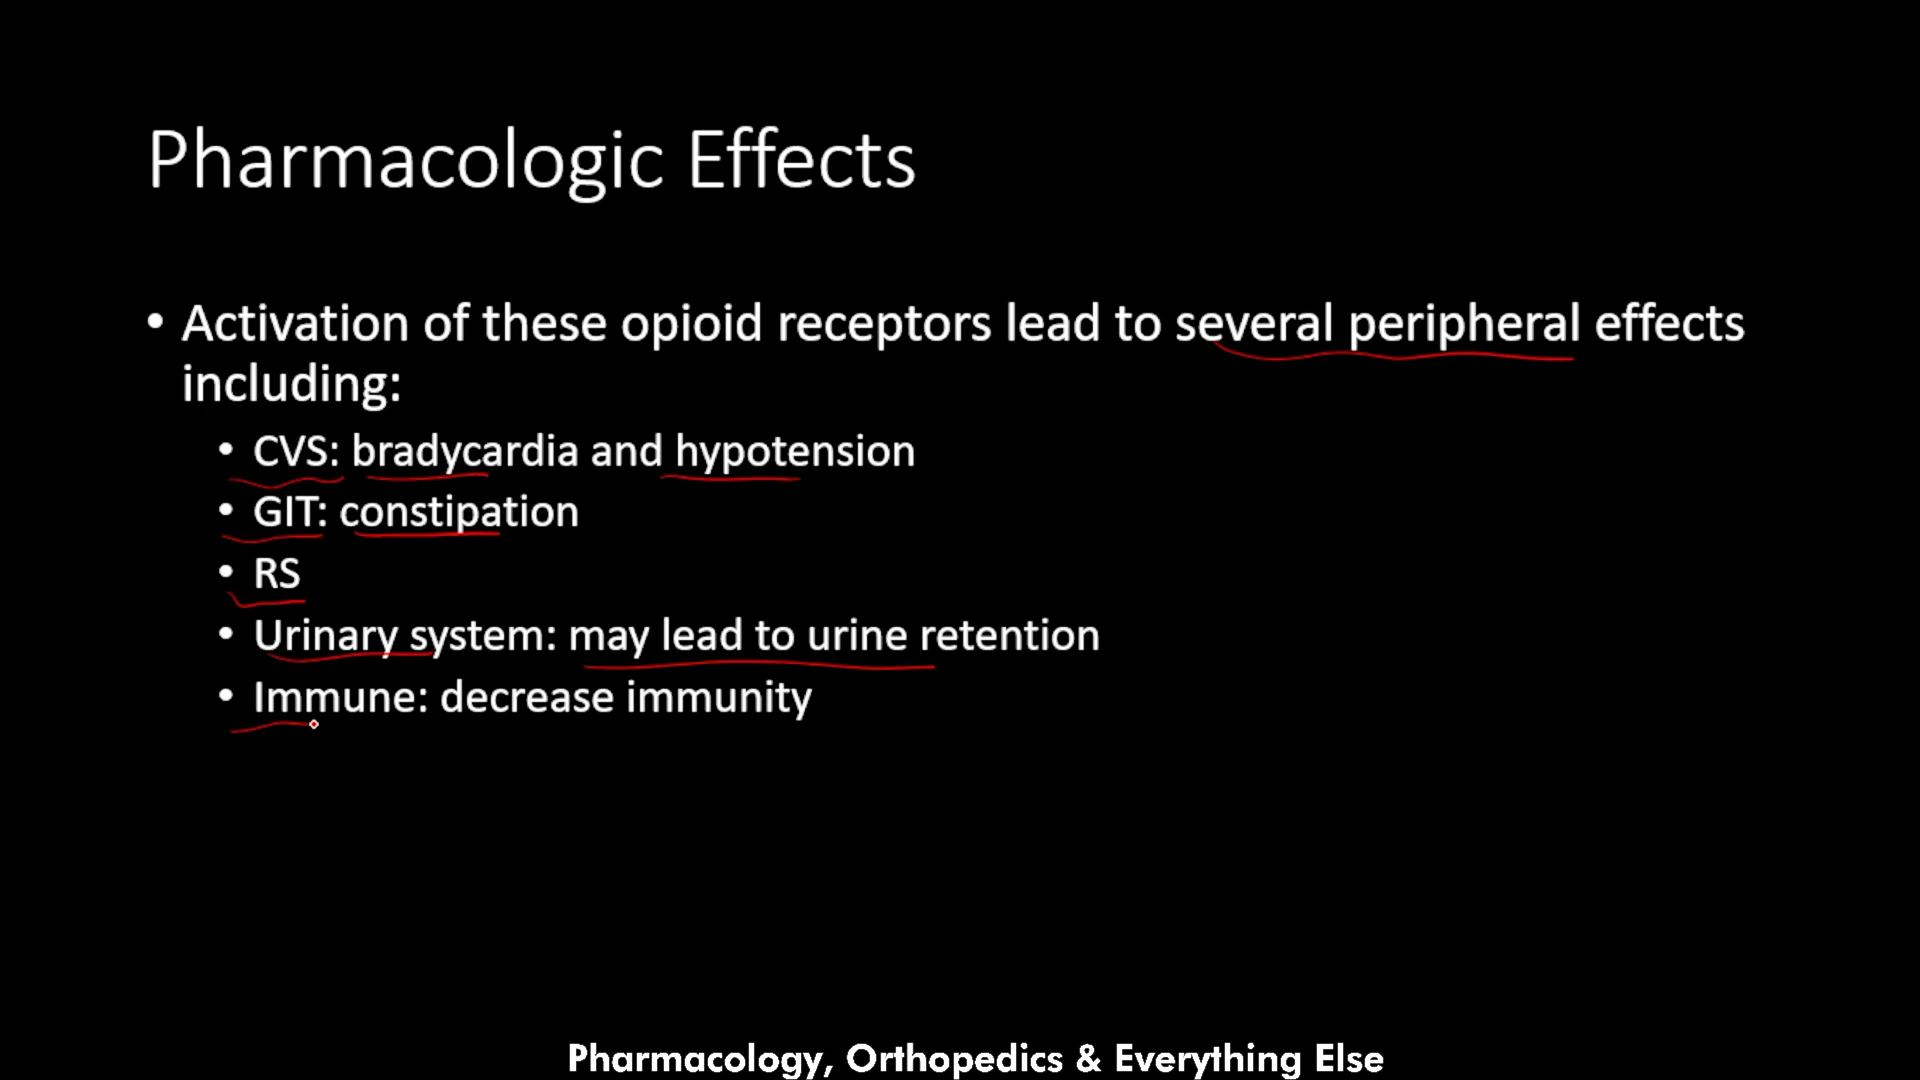 Pharmacologic Effects
• Activation of these opioid receptors lead to several peripheral effects
including:
• CVS: bradycardia and hypotension
• GIT: constipation
• RS
• Urinary system: may lead to urine retention
• Immune: decrease immunity
Pharmacology, Orthopedics & Everything Else